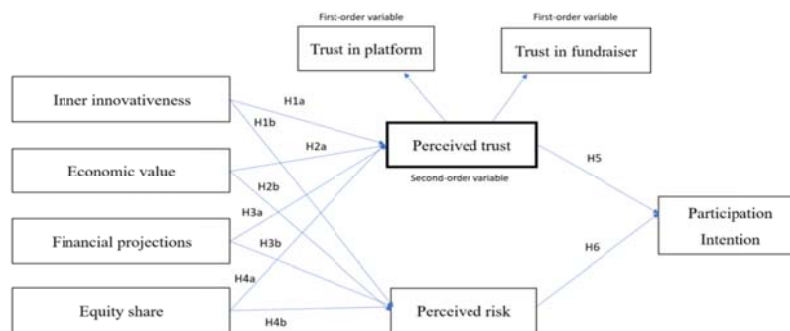 Firs:-order variable
First-order variable
Trust in platform
Trust in fundraiser
Inner innovativeness
H1a
H1b
Perceived trust
Economic value
H2a
H5
Second-order variable
H2b
H3a
Participation
Intention
Financial projections
H3b
H6
H4a
Equity share
H4b
Perceived risk